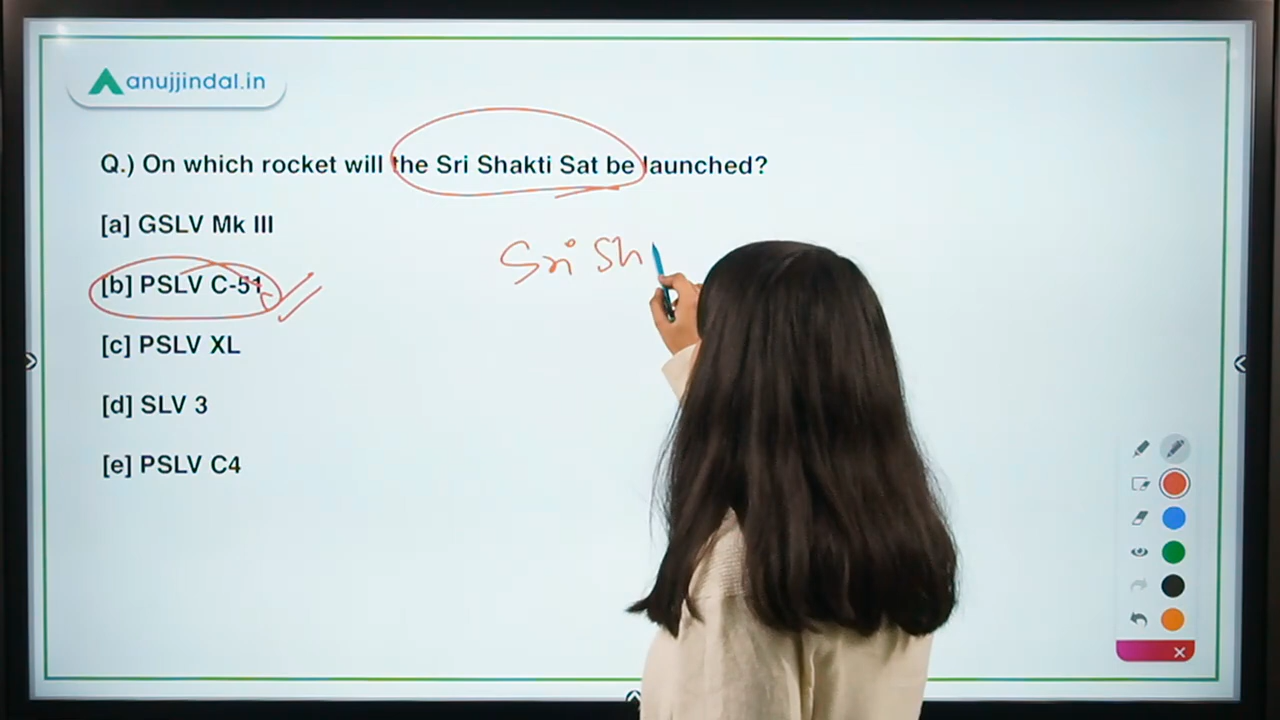 anujjindal.in
Q.) On which rocket will the Sri Shakti Sat be launched?
[a] GSLV Mk III
[b] PSLV C-51
Sri Sh
[c] PSLV XL
[d] SLV 3
[e] PSLV C4